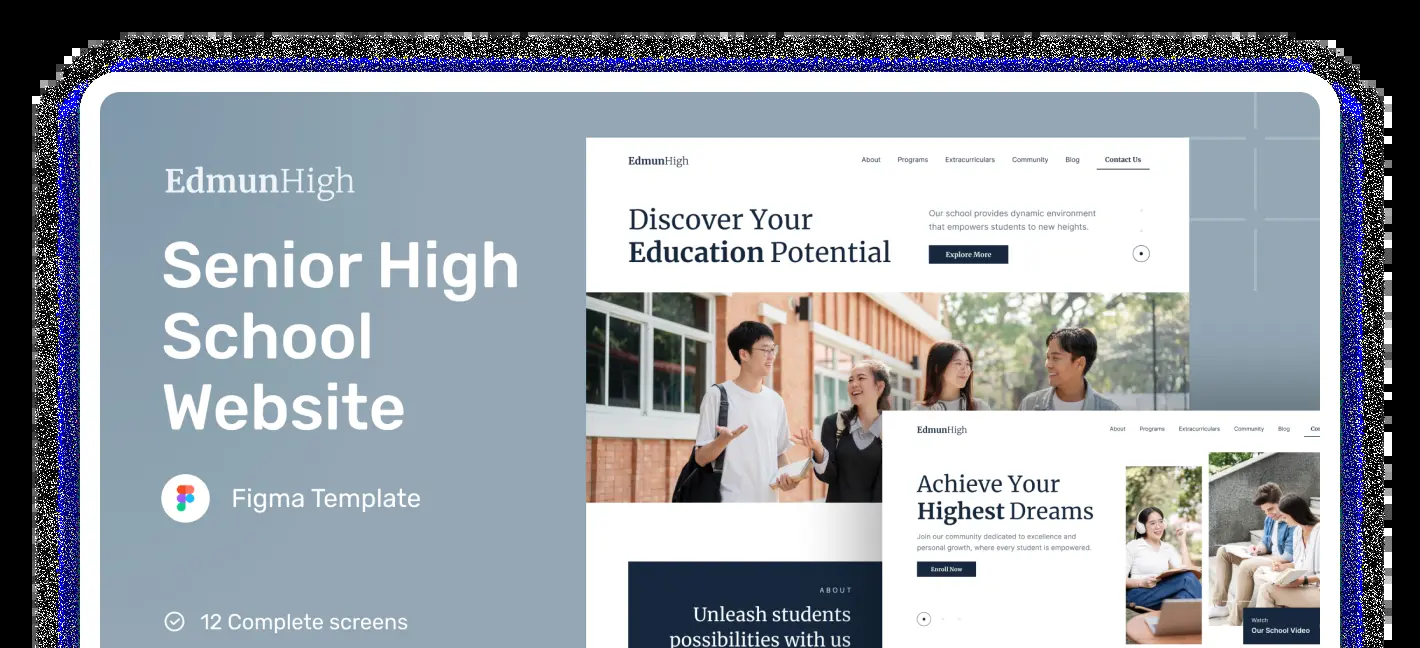 EdmunHigh
Senior High
School
Website
Figma Template
12 Complete screens
EdmunHigh
About Programs Extracurriculars Community Blog Contact Us
Discover Your
Education Potential
Our school provides dynamic environment
that empowers students to new heights.
Explore More
ABOUT
Unleash students
possibilities with us
EdmunHigh
About Programs Extracurriculars Community Blog Co
Achieve Your
Highest Dreams
Join our community dedicated to excellence and
personal growth, where every student is empowered.
Enroll Now
Watch
Our School Video